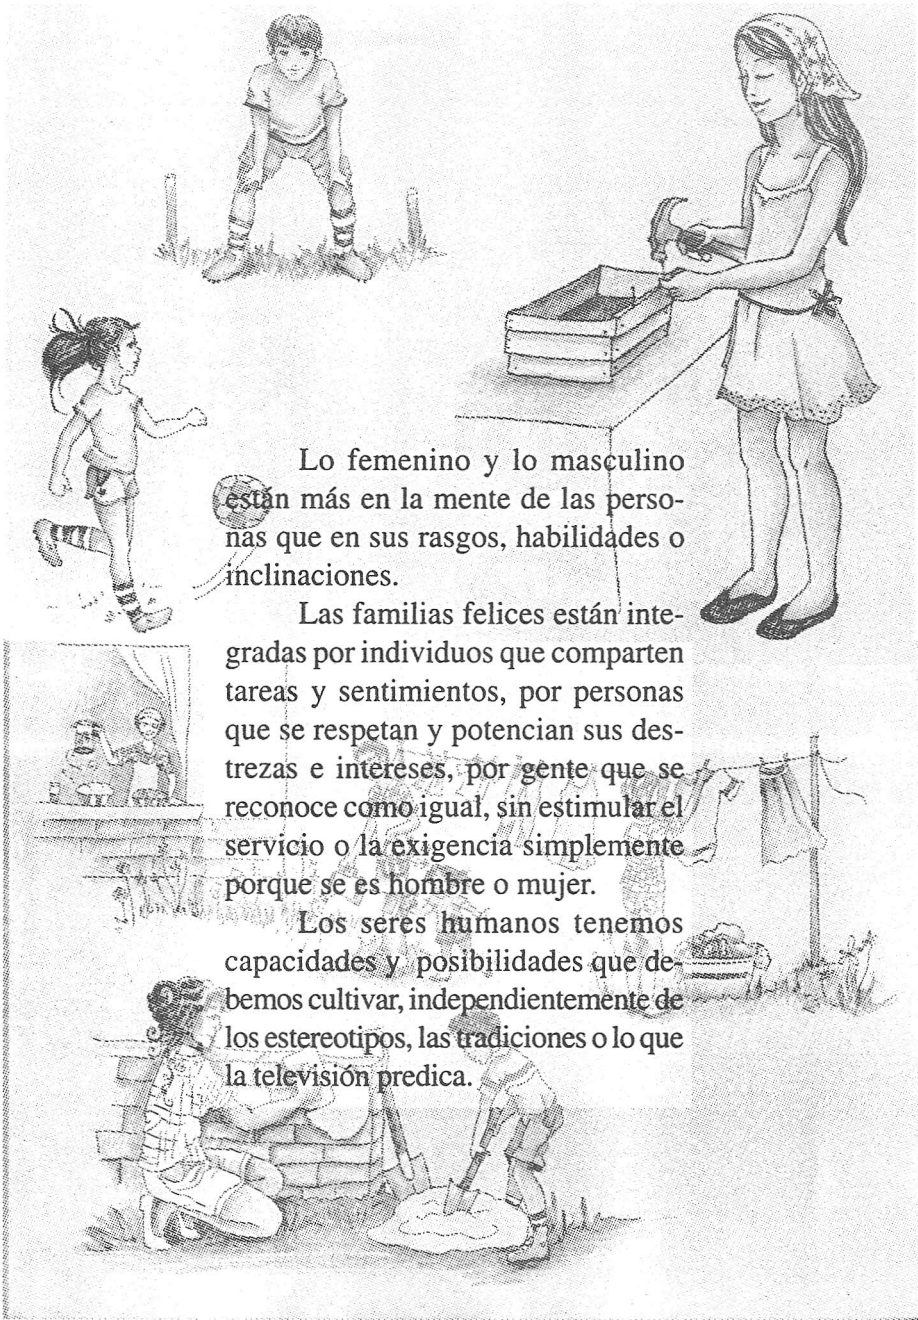 Lo femenino y lo masculino
están más en la mente de las perso-
nas que en sus rasgos, habilidades o
inclinaciones.
Las familias felices están inte-
gradas por individuos que comparten
tareas y sentimientos, por personas
que se respetan y potencian sus des-
trezas e intereses, por gente que se
reconoce como igual, sin estimular el
servicio o la exigencia simplemente
porque se es hombre o mujer.
Los seres humanos tenemos
capacidades y posibilidades que de-
bemos cultivar, independientemente de
los estereotipos, las tradiciones o lo que
la televisión predica.